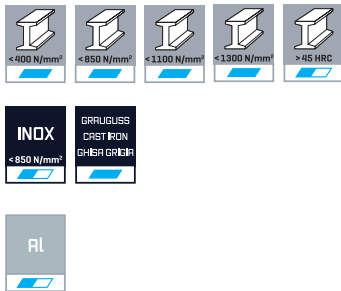 <400 N/mm² <850 N/mm² <1100 N/mm² <1300 N/mm² >45 HRC
INOX
<850 N/mm²
GRAUGUSS
CAST IRON
GHISA GRIGIA
Al